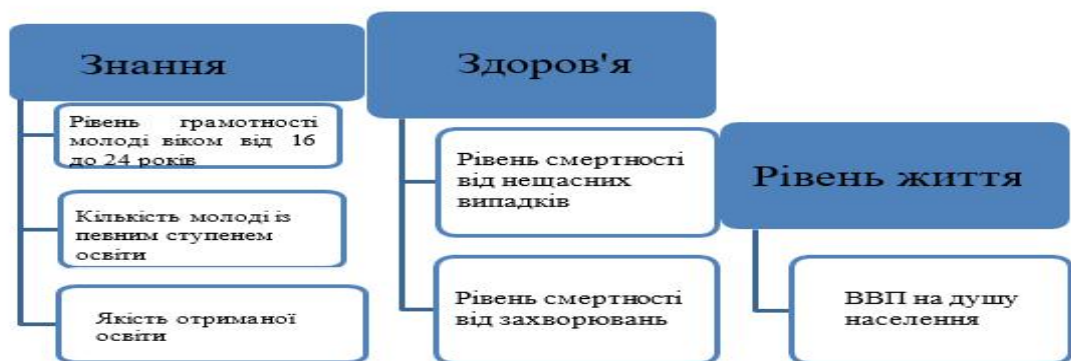 Знання
Рівень грамотності
молоді віком від 16
до 24 років
Кількість молоді із
певним ступенем
освіти
Якість отриманої
освіти
Здоров'я
Рівень смертності
від нещасних
випадків
Рівень смертності
від захворювань
Рівень життя
ВВП на душу
населення